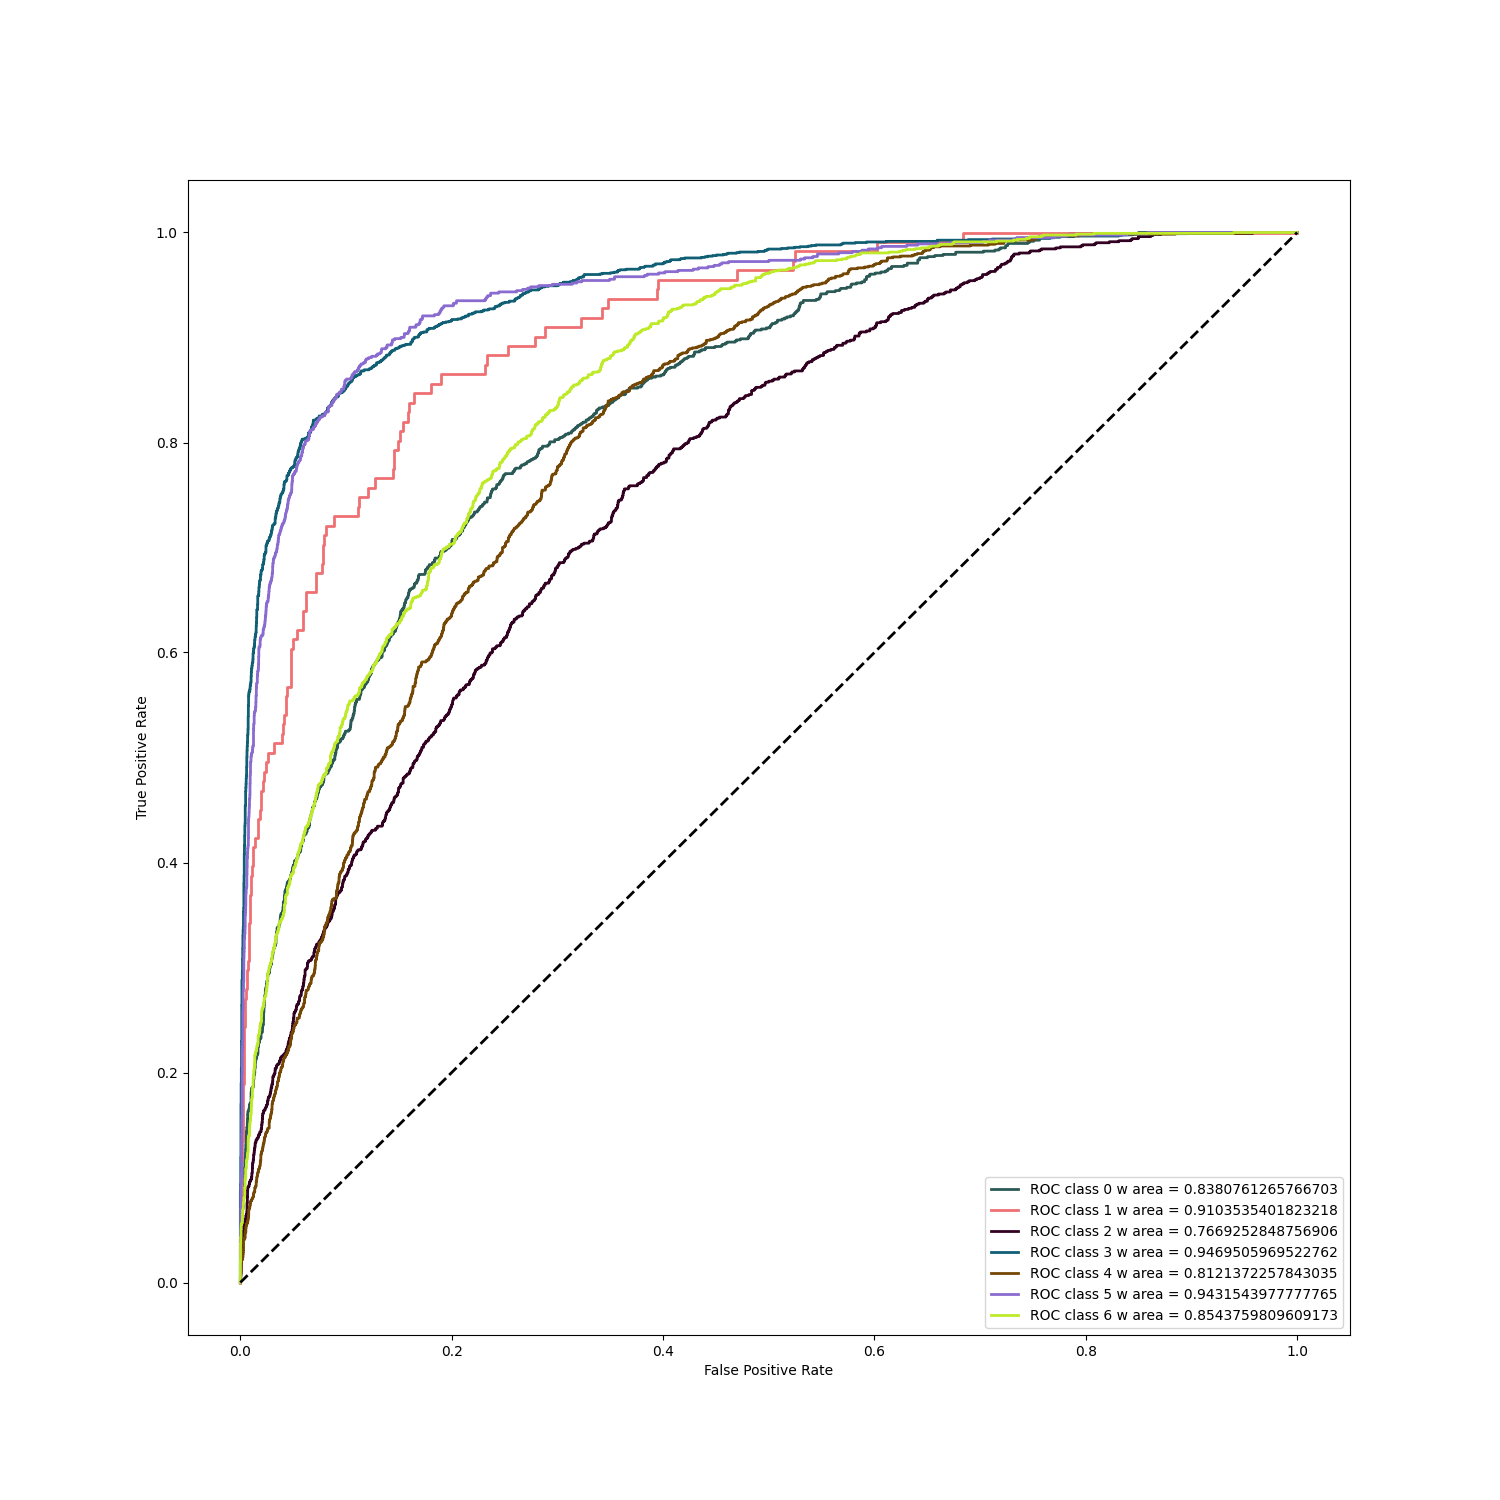 1.0
0.8
0.6
0.4
0.2
0.0
True Positive Rate
ROC class 0 w area = 0.8380761265766703
ROC class 1 w area = 0.9103535401823218
ROC class 2 w area = 0.7669252848756906
ROC class 3 w area = 0.9469505969522762
ROC class 4 w area = 0.8121372257843035
ROC class 5 w area = 0.9431543977777765
ROC class 6 w area = 0.8543759809609173
0.0 0.2 0.4 0.6 0.8 1.0
False Positive Rate